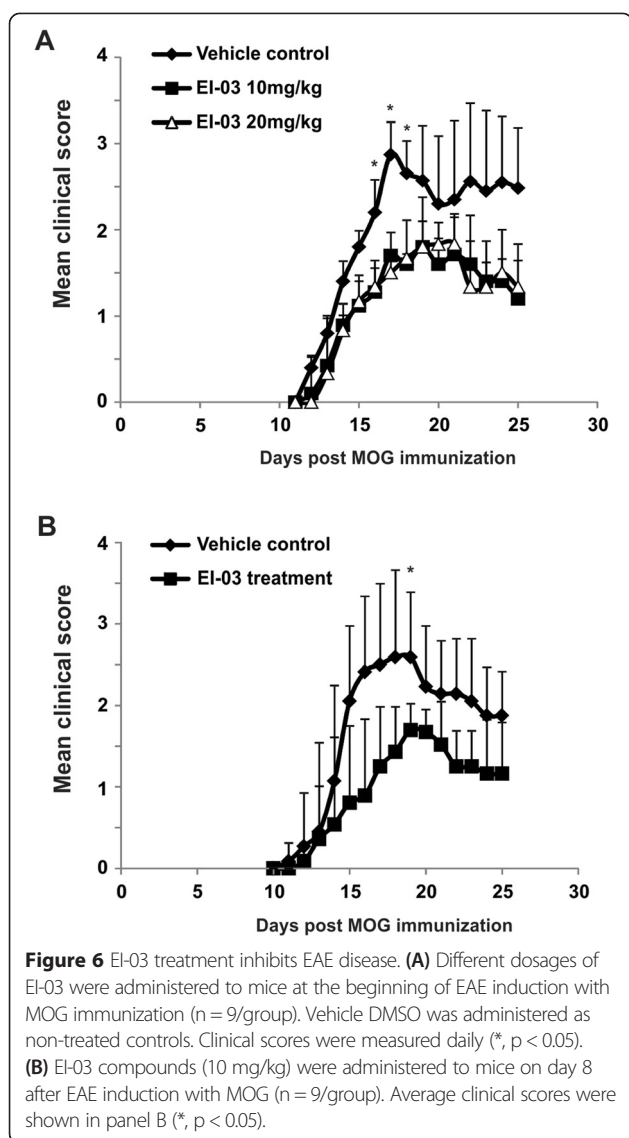 A
4
3
2
1
0
Mean clinical score
Vehicle control
EI-03 10mg/kg
EI-03 20mg/kg
*
*
*
0 5 10 15 20 25 30
Days post MOG immunization
B
4
3
2
1
0
Mean clinical score
Vehicle control
EI-03 treatment
*
0 5 10 15 20 25 30
Days post MOG immunization
Figure 6 EI-03 treatment inhibits EAE disease. (A) Different dosages of
EI-03 were administered to mice at the beginning of EAE induction with
MOG immunization (n = 9/group). Vehicle DMSO was administered as
non-treated controls. Clinical scores were measured daily (*, p < 0.05).
(B) EI-03 compounds (10 mg/kg) were administered to mice on day 8
after EAE induction with MOG (n = 9/group). Average clinical scores were
shown in panel B (*, p < 0.05).